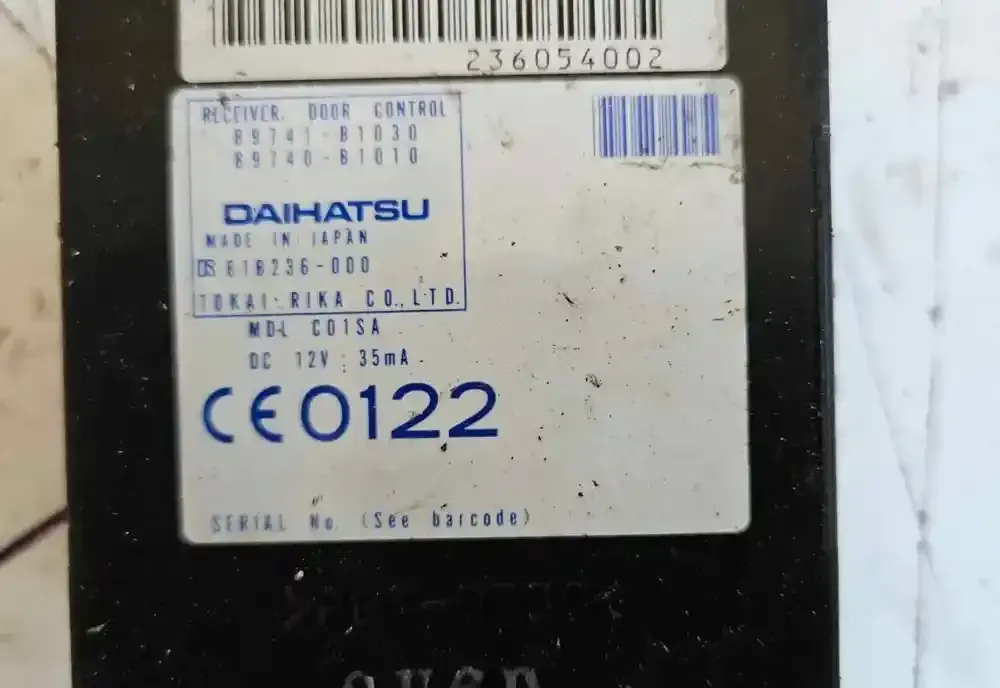 236054002
RECEIVER. DOOR CONTROL
89741-B1030
89740-B1010
DAIHATSU
MADE IN JAPAN
618236-000
TOKAI-RIKA CO.,LTD.
MDL C01SA
DC 12V : 35mA
CE0122
SERIAL No. (See barcode)